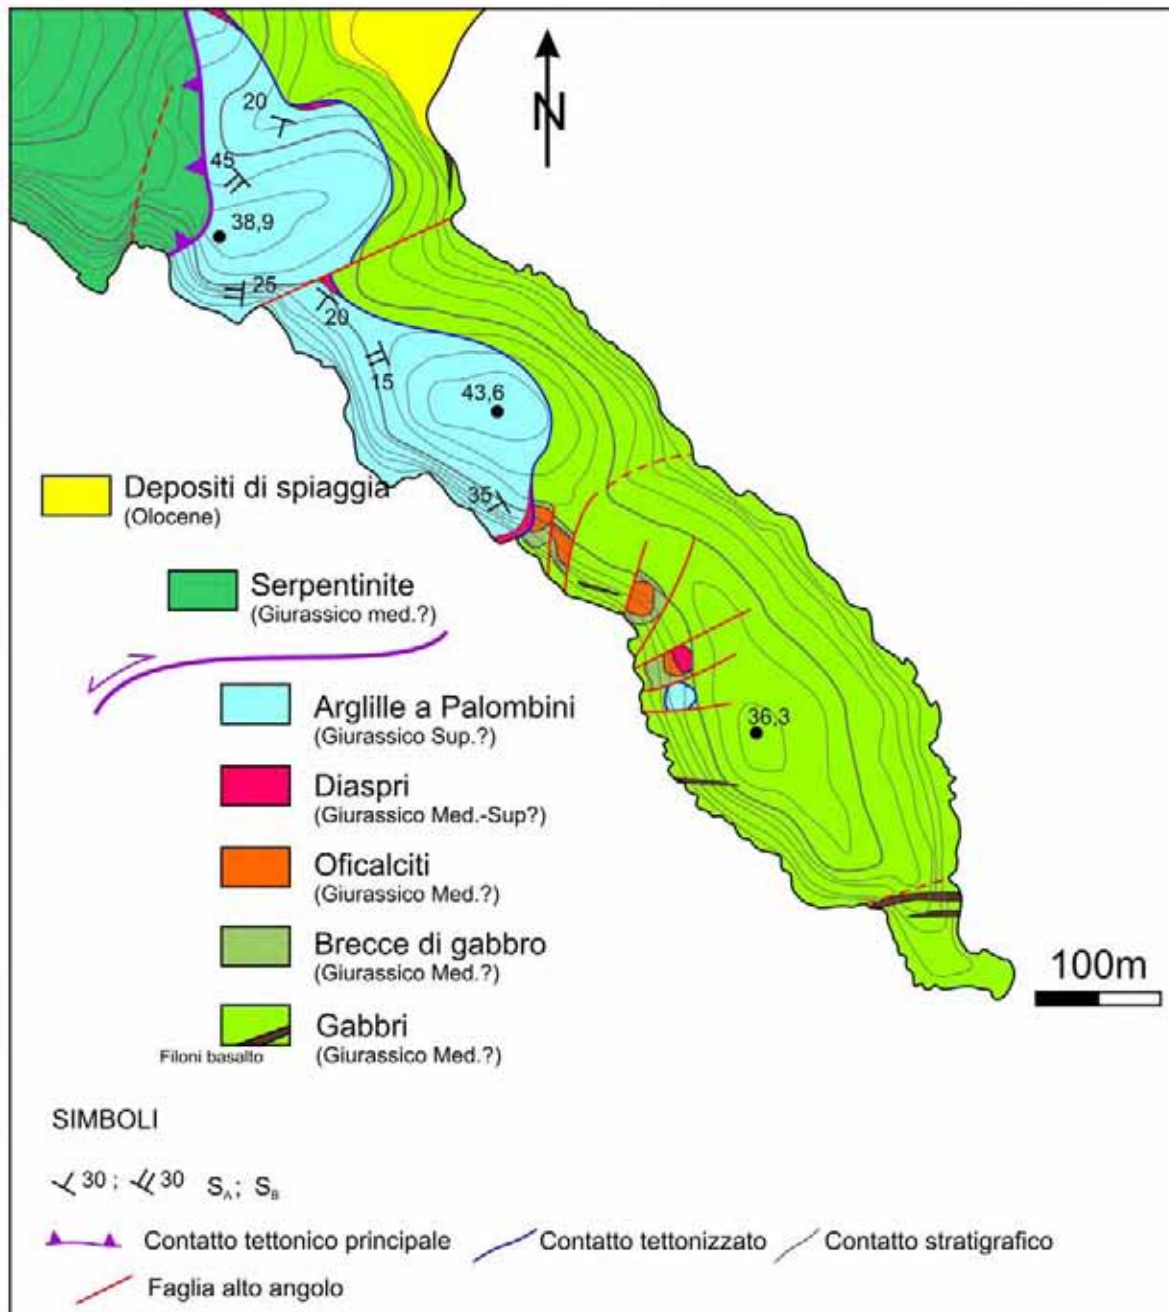 N
20
45
38,9
25
20
15
43,6
35
36,3
Depositi di spiaggia
(Olocene)
Serpentinite
(Giurassico med.?)
Arglille a Palombini
(Giurassico Sup.?)
Diaspri
(Giurassico Med.-Sup?)
Oficalciti
(Giurassico Med.?)
Brecce di gabbro
(Giurassico Med.?)
Gabbri
(Giurassico Med.?)
Filoni basalto
100m
SIMBOLI
30 ; 30 SA; SB
Contatto tettonico principale
Contatto tettonizzato
Contatto stratigrafico
Faglia alto angolo